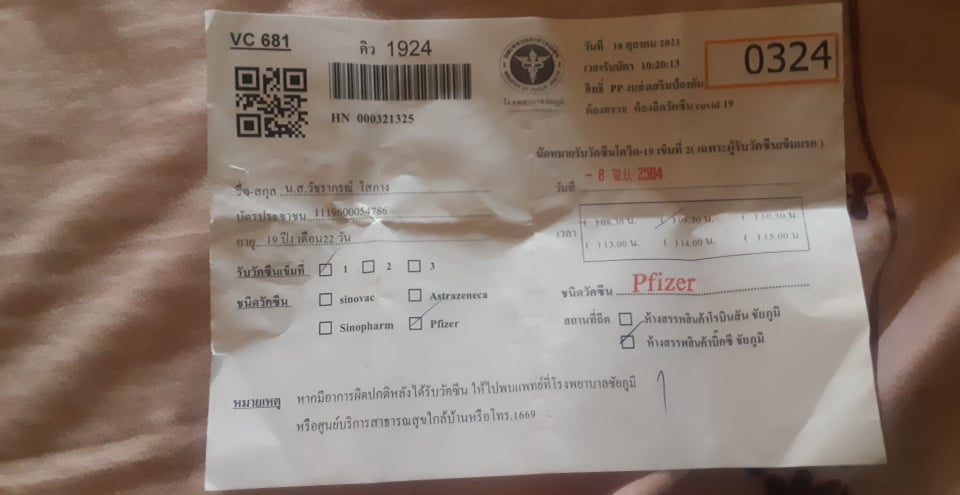 VC 681
คิว 1924
HN 000321325
โรงพยาบาลชัยภูมิ
วันที่ 18 ตุลาคม 2021
เวลารับบัตร 10:20:13
สิทธิ์ PP งบส่งเสริมป้องกัน
ห้องตรวจ ห้องฉีดวัคซีน covid 19
0324
ชื่อ-สกุล น.ส.วัชราภรณ์ ใสกาง
บัตรประชาชน 1119600054786
อายุ 19 ปี1 เดือน22 วัน
รับวัคซีนเข็มที่ 1 2 3
ชนิดวัคซีน sinovac Astrazeneca
Sinopharm Pfizer
นัดหมายรับวัคซีนโควิด-19 เข็มที่ 2( เฉพาะผู้รับวัคซีนเข็มแรก )
วันที่ - 8 พ.ย. 2564
เวลา
( ) 08.30 น. ( ) 09.30 น. ( ) 10.30 น.
( ) 13.00 น. ( ) 14.00 น. ( ) 15.00 น.
ชนิดวัคซีน Pfizer
สถานที่ฉีด ห้างสรรพสินค้าโรบินสัน ชัยภูมิ
ห้างสรรพสินค้าบิ๊กซี ชัยภูมิ
หมายเหตุ หากมีอาการผิดปกติหลังได้รับวัคซีน ให้ไปพบแพทย์ที่โรงพยาบาลชัยภูมิ
หรือศูนย์บริการสาธารณสุขใกล้บ้านหรือโทร.1669